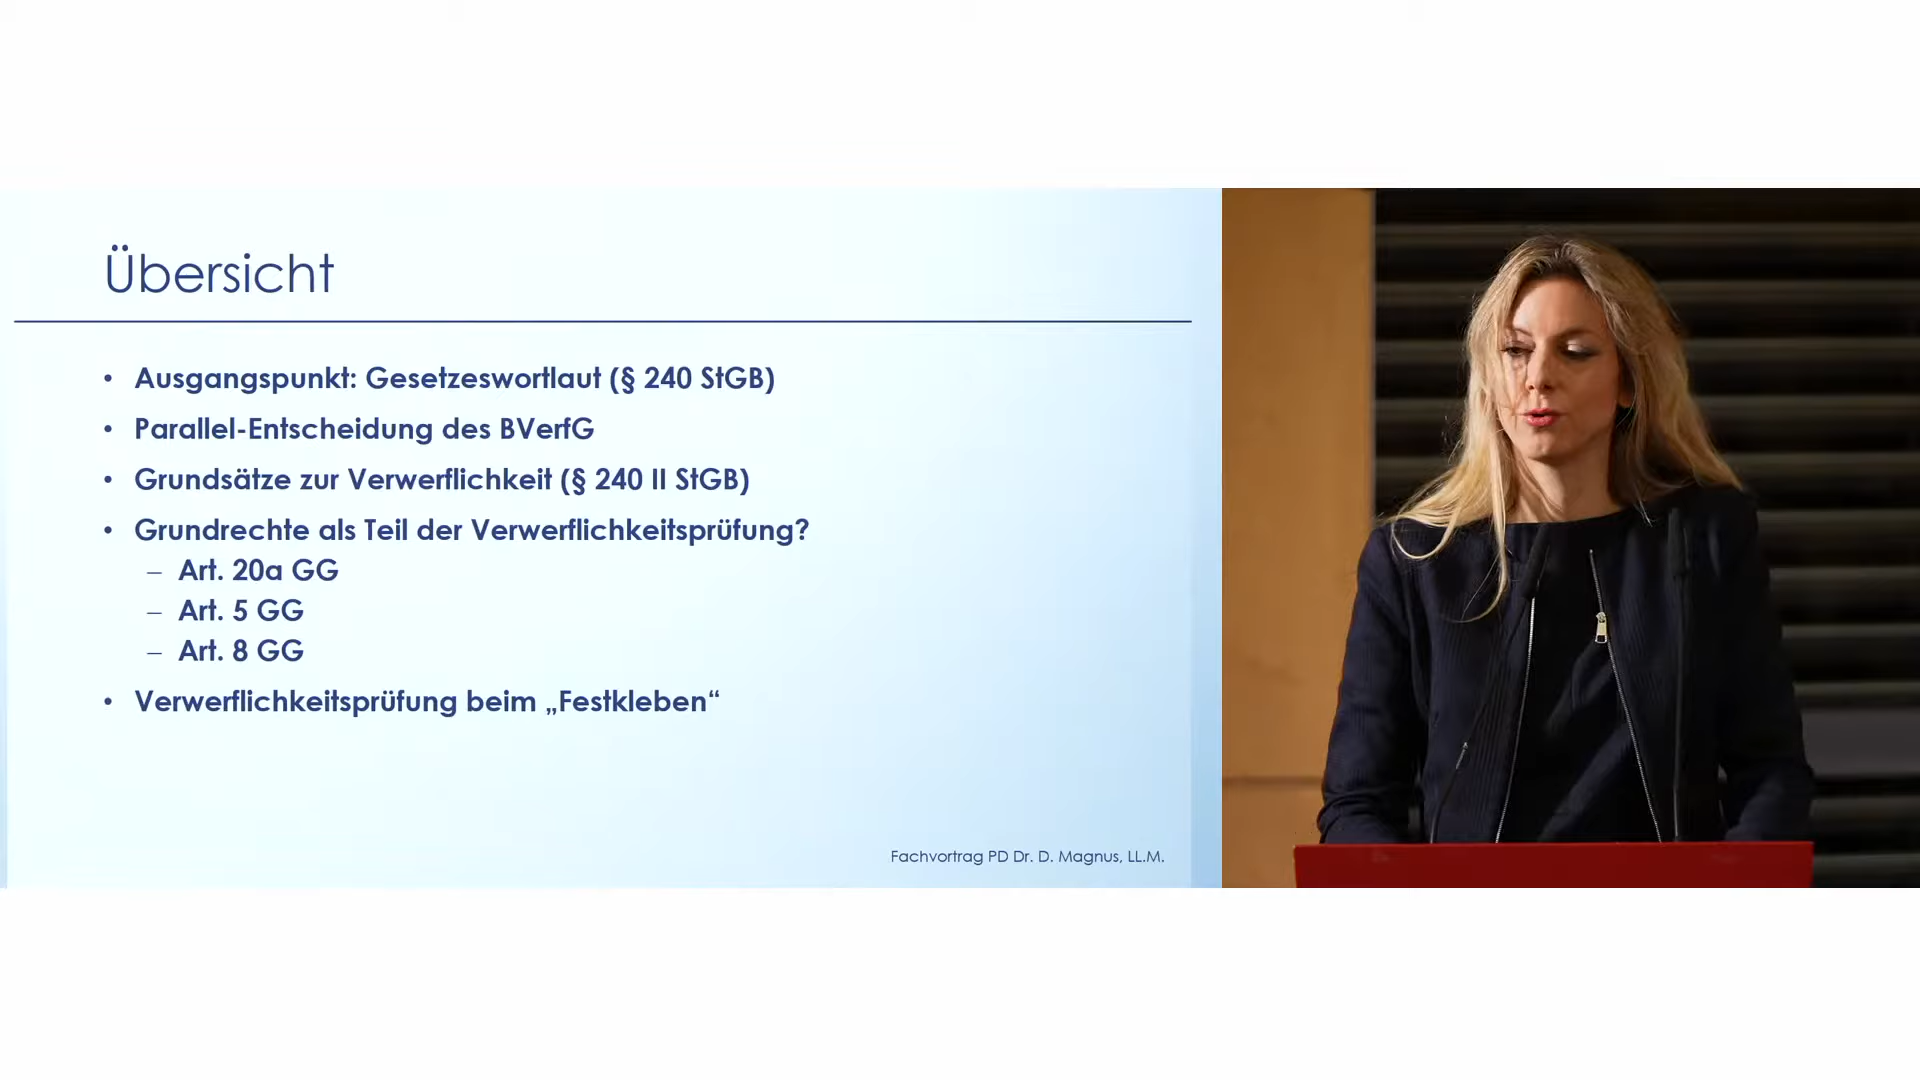 Übersicht
• Ausgangspunkt: Gesetzeswortlaut (§ 240 StGB)
• Parallel-Entscheidung des BVerfG
• Grundsätze zur Verwerflichkeit (§ 240 II StGB)
• Grundrechte als Teil der Verwerflichkeitsprüfung?
– Art. 20a GG
– Art. 5 GG
– Art. 8 GG
• Verwerflichkeitsprüfung beim „Festkleben“
Fachvortrag PD Dr. D. Magnus, LL.M.